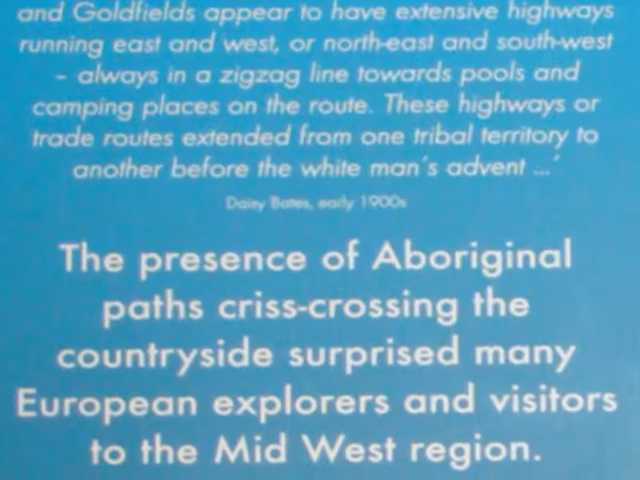 and Goldfields appear to have extensive highways
running east and west, or north-east and south-west
– always in a zigzag line towards pools and
camping places on the route. These highways or
trade routes extended from one tribal territory to
another before the white man's advent ...'
Daisy Bates, early 1900s
The presence of Aboriginal
paths criss-crossing the
countryside surprised many
European explorers and visitors
to the Mid West region.